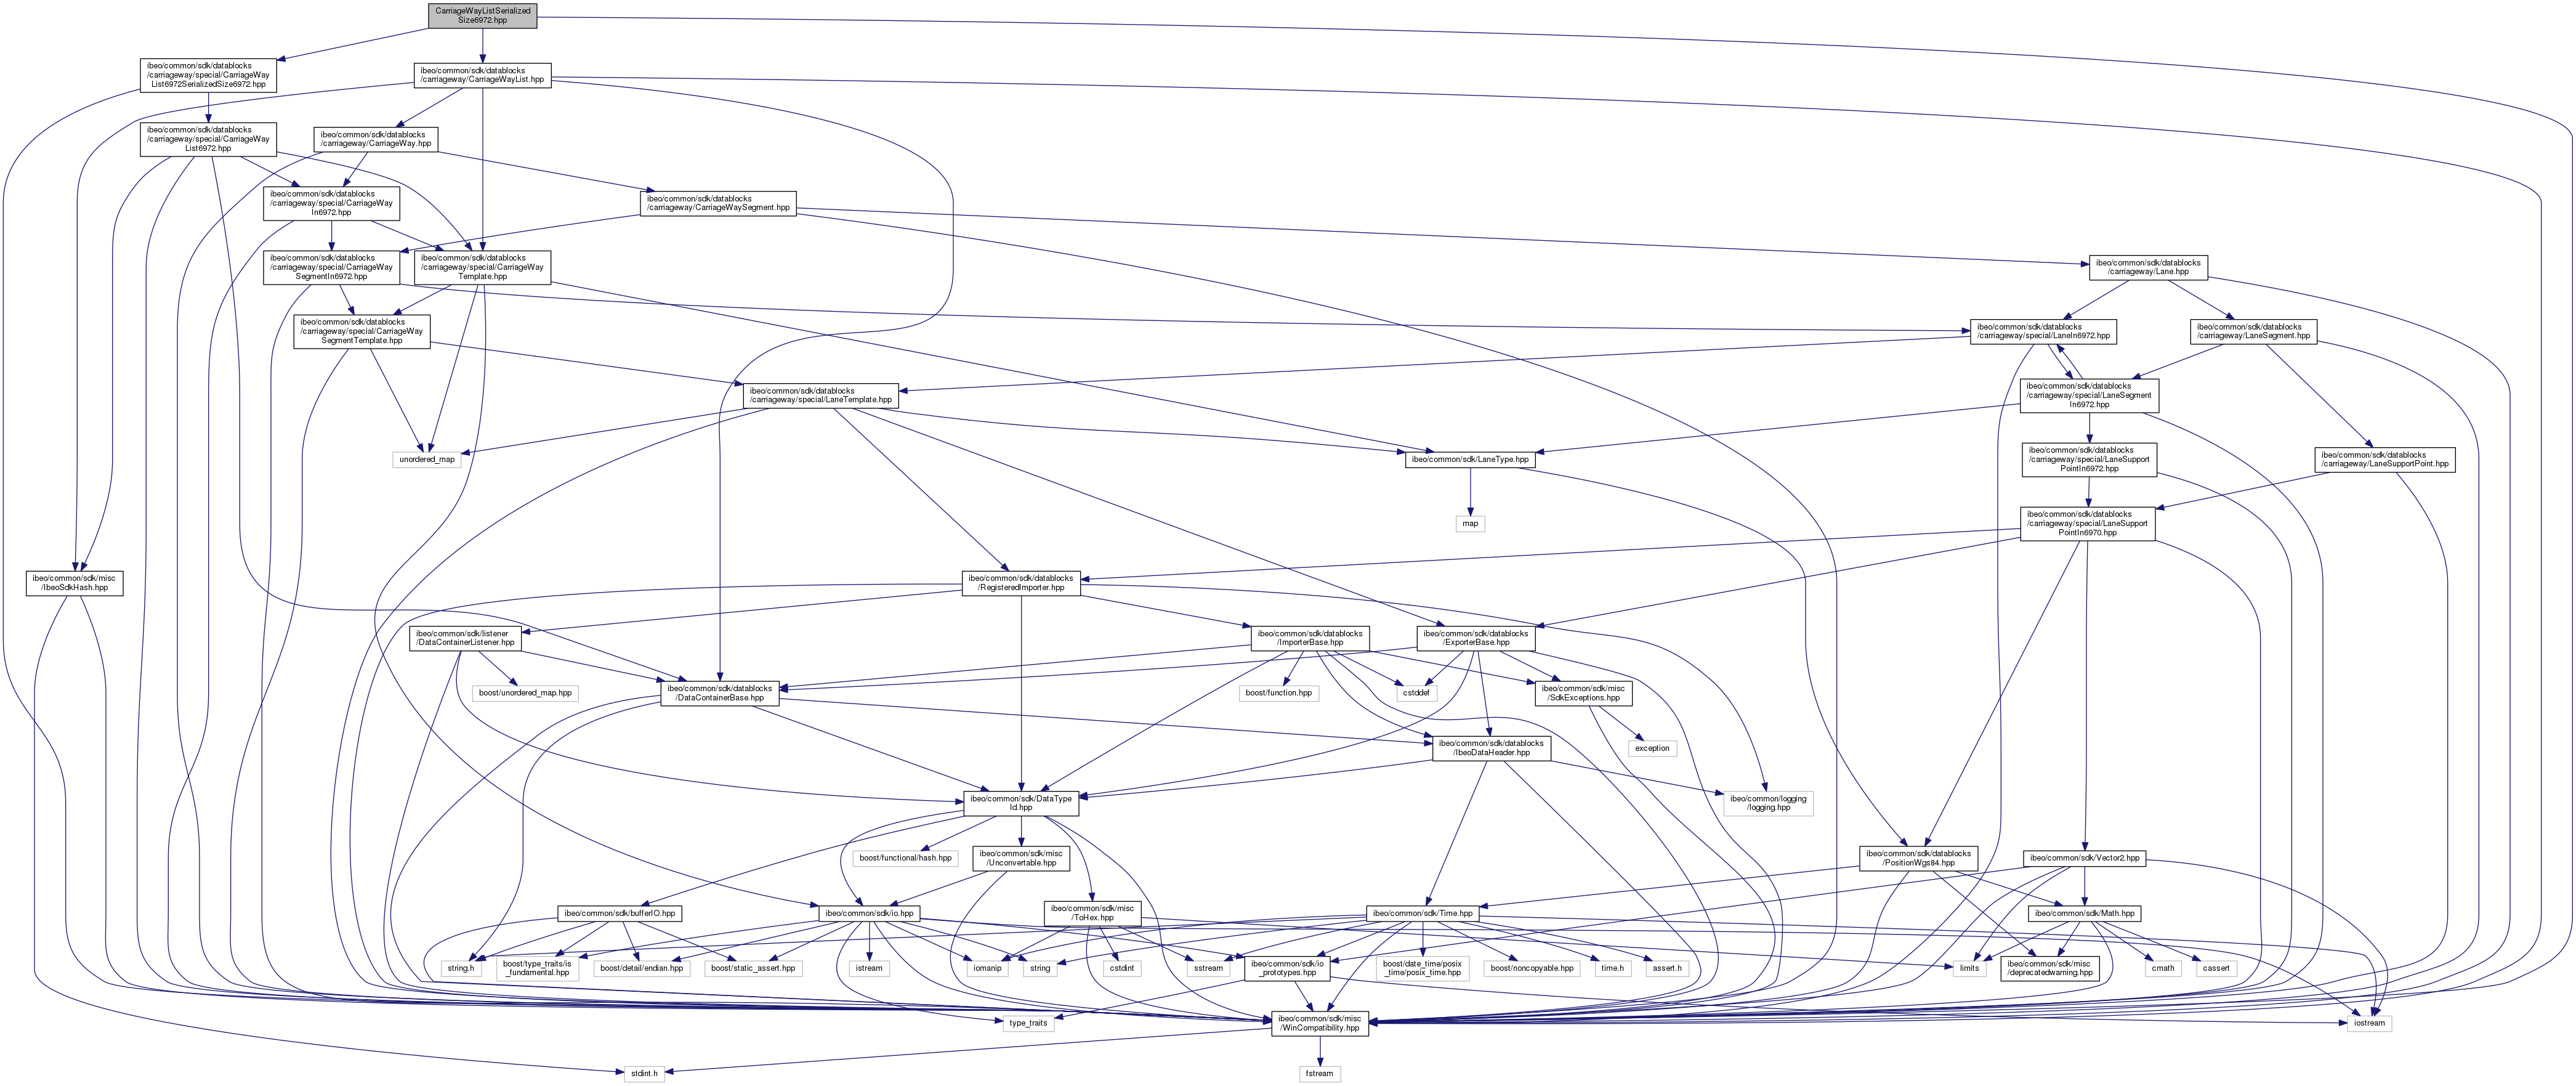 CarriageWayListSerialized
Size6972.hpp
ibeo/common/sdk/datablocks
/carriageway/special/CarriageWay
List6972SerializedSize6972.hpp
ibeo/common/sdk/datablocks
/carriageway/CarriageWayList.hpp
ibeo/common/sdk/datablocks
/carriageway/special/CarriageWay
List6972.hpp
ibeo/common/sdk/datablocks
/carriageway/CarriageWay.hpp
ibeo/common/sdk/datablocks
/carriageway/special/CarriageWay
In6972.hpp
ibeo/common/sdk/datablocks
/carriageway/CarriageWaySegment.hpp
ibeo/common/sdk/datablocks
/carriageway/special/CarriageWay
SegmentIn6972.hpp
ibeo/common/sdk/datablocks
/carriageway/special/CarriageWay
Template.hpp
ibeo/common/sdk/datablocks
/carriageway/Lane.hpp
ibeo/common/sdk/datablocks
/carriageway/special/CarriageWay
SegmentTemplate.hpp
ibeo/common/sdk/datablocks
/carriageway/special/LaneIn6972.hpp
ibeo/common/sdk/datablocks
/carriageway/LaneSegment.hpp
ibeo/common/sdk/datablocks
/carriageway/special/LaneTemplate.hpp
ibeo/common/sdk/datablocks
/carriageway/special/LaneSegment
In6972.hpp
unordered_map
ibeo/common/sdk/LaneType.hpp
ibeo/common/sdk/datablocks
/carriageway/special/LaneSupport
PointIn6972.hpp
ibeo/common/sdk/datablocks
/carriageway/LaneSupportPoint.hpp
map
ibeo/common/sdk/datablocks
/carriageway/special/LaneSupport
PointIn6970.hpp
ibeo/common/sdk/misc
/IbeoSdkHash.hpp
ibeo/common/sdk/datablocks
/RegisteredImporter.hpp
ibeo/common/sdk/listener
/DataContainerListener.hpp
ibeo/common/sdk/datablocks
/ImporterBase.hpp
ibeo/common/sdk/datablocks
/ExporterBase.hpp
boost/unordered_map.hpp
ibeo/common/sdk/datablocks
/DataContainerBase.hpp
boost/function.hpp
cstddef
ibeo/common/sdk/misc
/SdkExceptions.hpp
ibeo/common/sdk/datablocks
/IbeoDataHeader.hpp
exception
ibeo/common/sdk/DataType
Id.hpp
ibeo/common/logging
/logging.hpp
boost/functional/hash.hpp
ibeo/common/sdk/misc
/Unconvertable.hpp
ibeo/common/sdk/datablocks
/PositionWgs84.hpp
ibeo/common/sdk/Vector2.hpp
ibeo/common/sdk/bufferIO.hpp
ibeo/common/sdk/io.hpp
ibeo/common/sdk/misc
/ToHex.hpp
ibeo/common/sdk/Time.hpp
ibeo/common/sdk/Math.hpp
string.h
boost/type_traits/is
_fundamental.hpp
boost/detail/endian.hpp
boost/static_assert.hpp
istream
iomanip
string
cstdint
sstream
ibeo/common/sdk/io
_prototypes.hpp
boost/date_time/posix
_time/posix_time.hpp
boost/noncopyable.hpp
time.h
assert.h
limits
ibeo/common/sdk/misc
/deprecatedwarning.hpp
cmath
cassert
type_traits
ibeo/common/sdk/misc
/WinCompatibility.hpp
iostream
stdint.h
fstream